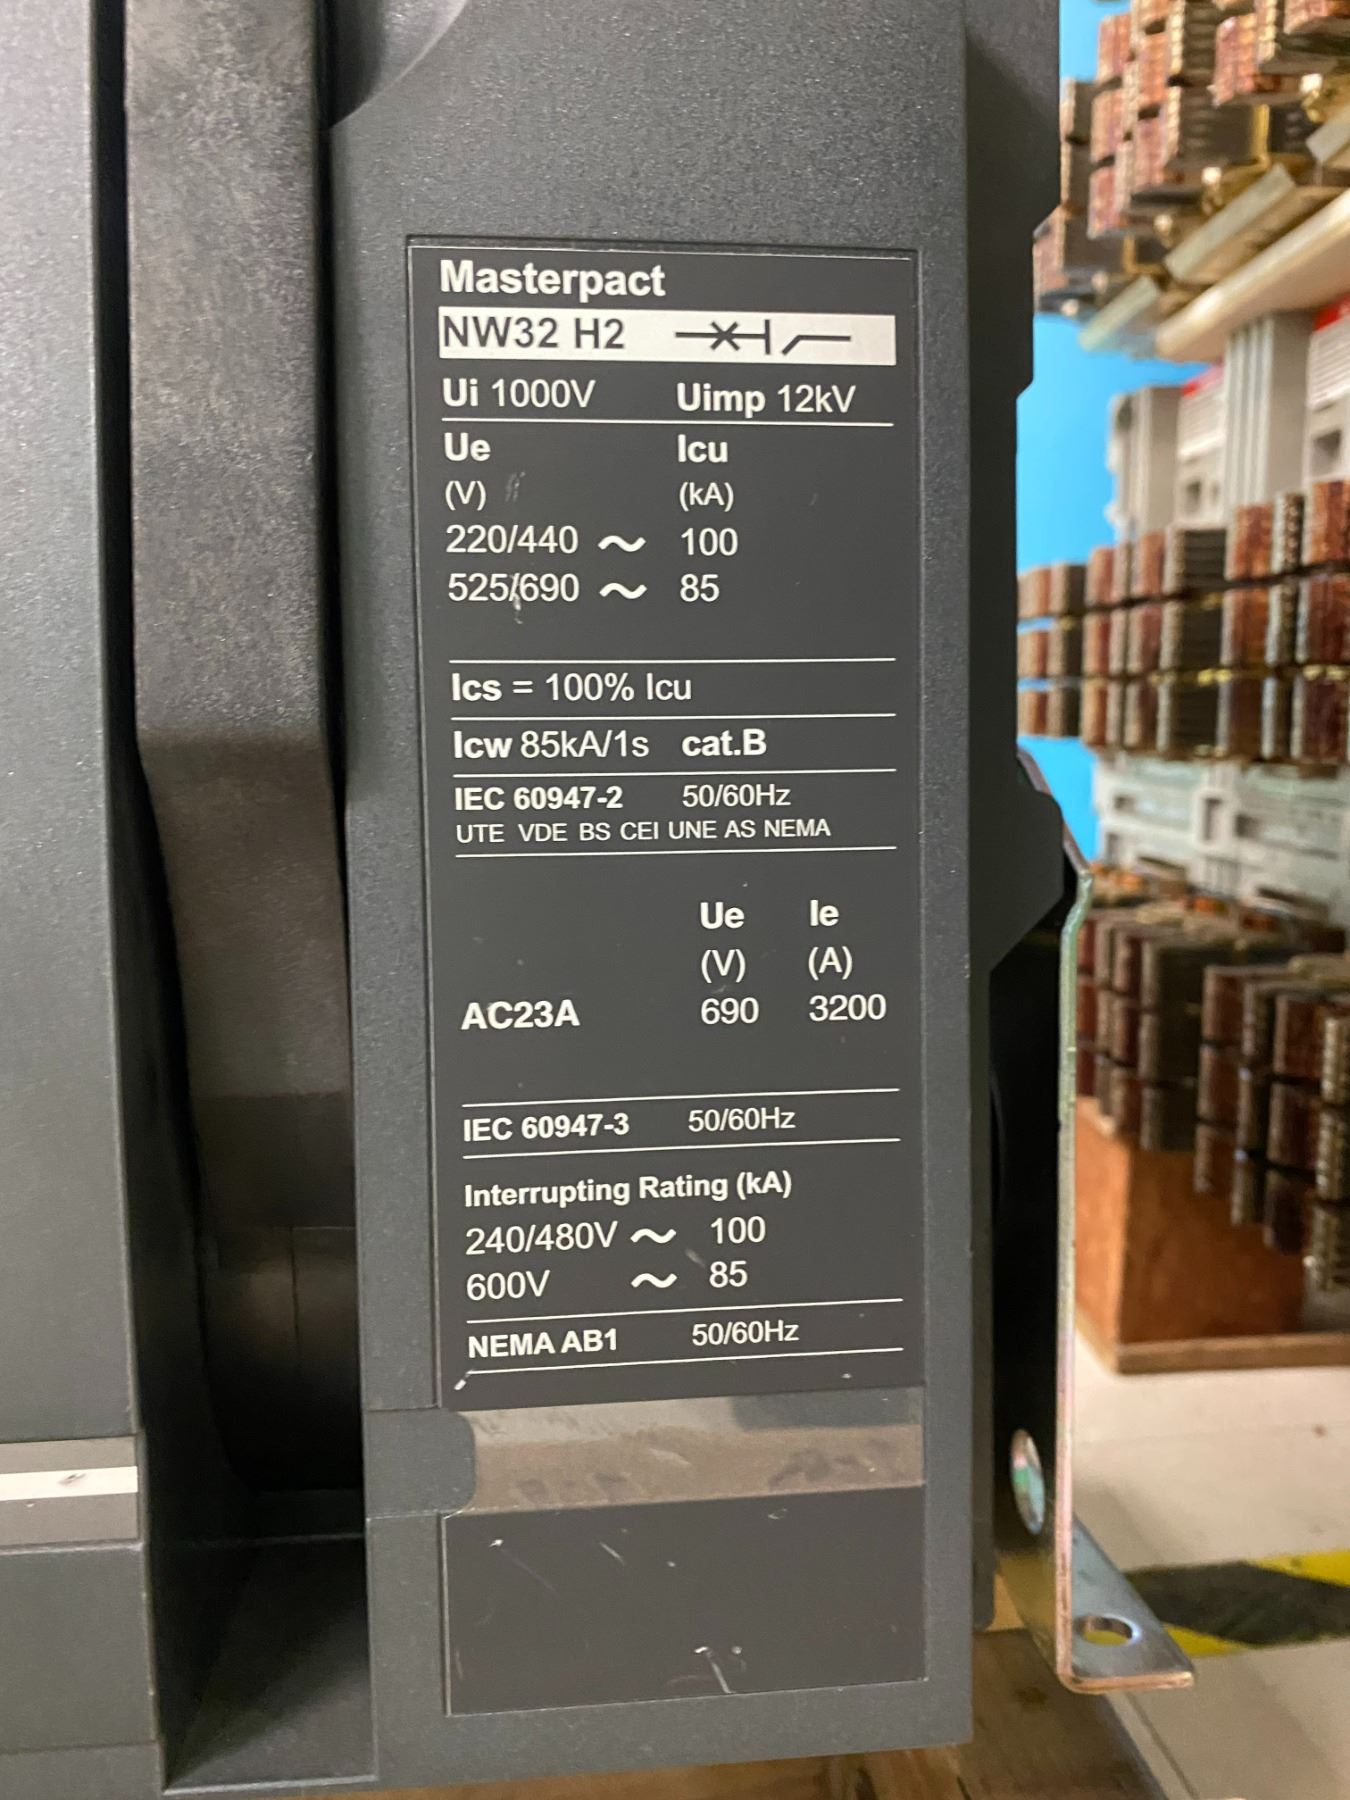 Masterpact
NW32 H2
Ui 1000V Uimp 12kV
Ue Icu
(V) (kA)
220/440 ~ 100
525/690 ~ 85
Ics = 100% Icu
Icw 85kA/1s cat.B
IEC 60947-2 50/60Hz
UTE VDE BS CEI UNE AS NEMA
Ue Ie
(V) (A)
AC23A 690 3200
IEC 60947-3 50/60Hz
Interrupting Rating (kA)
240/480V ~ 100
600V ~ 85
NEMA AB1 50/60Hz